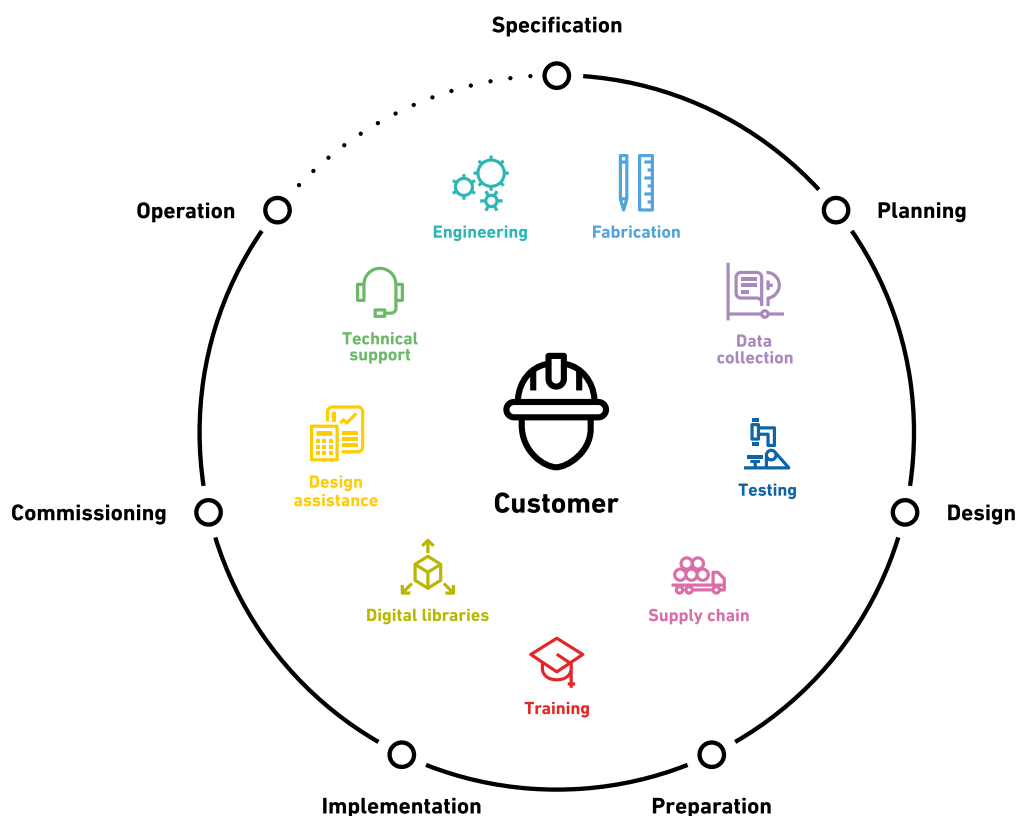 Specification
Operation
Planning
Engineering
Fabrication
Technical
support
Data
collection
Design
assistance
Customer
Testing
Commissioning
Design
Digital libraries
Supply chain
Training
Implementation
Preparation